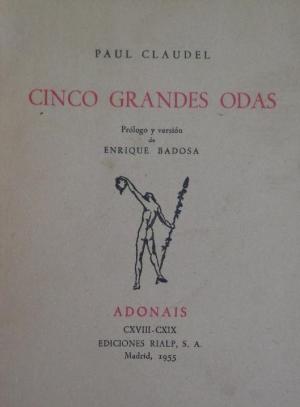 PAUL CLAUDEL
CINCO GRANDES ODAS
Prólogo y versión
de
ENRIQUE BADOSA
ADONAIS
CXVIII-CXIX
EDICIONES RIALP, S. A.
Madrid, 1955